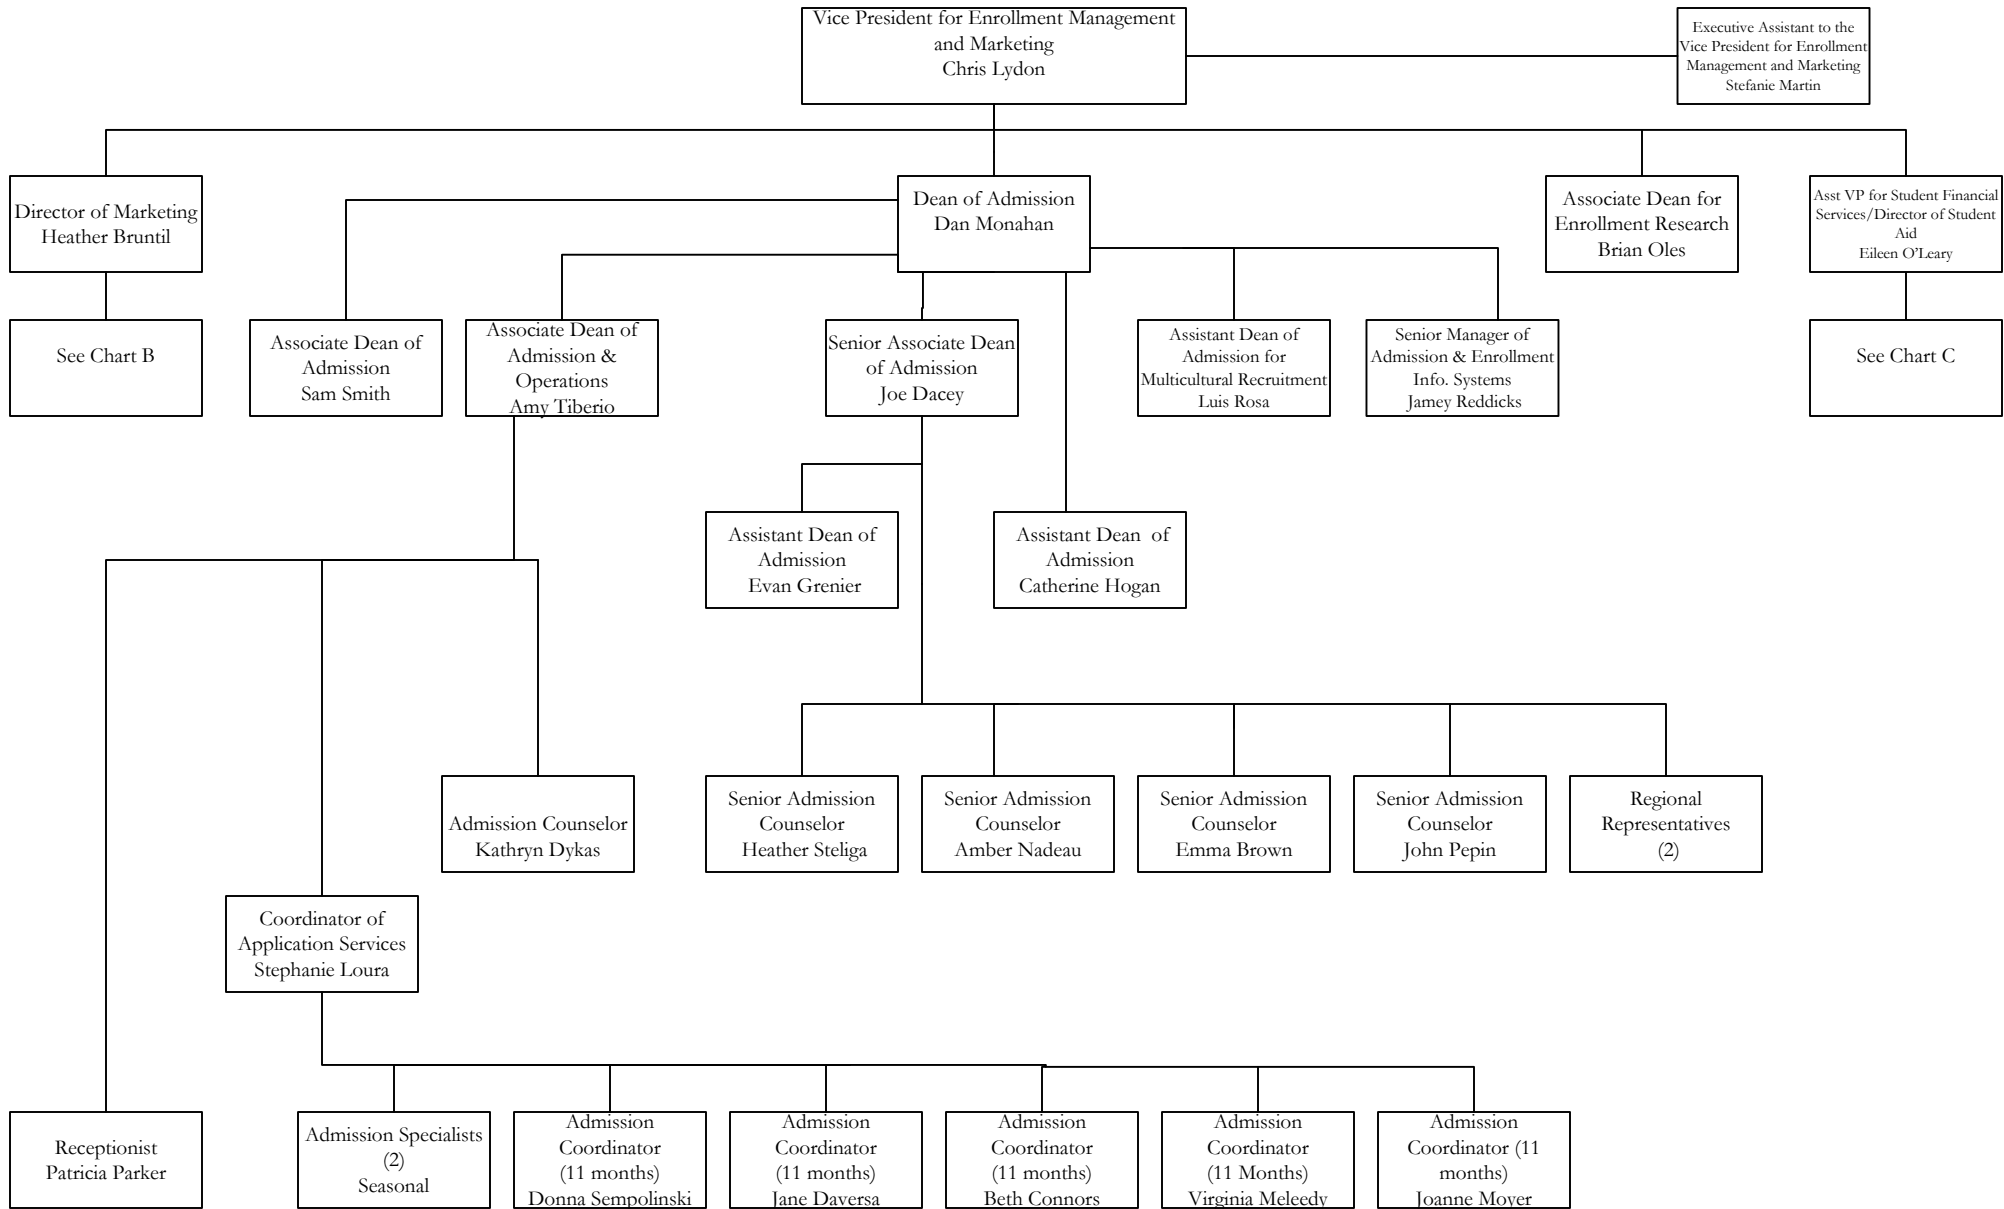 Vice President for Enrollment Management
and Marketing
Chris Lydon
Executive Assistant to the
Vice President for Enrollment
Management and Marketing
Stefanie Martin
Director of Marketing
Heather Bruntil
Dean of Admission
Dan Monahan
Associate Dean for
Enrollment Research
Brian Oles
Asst VP for Student Financial
Services/Director of Student
Aid
Eileen O’Leary
See Chart B
Associate Dean of
Admission
Sam Smith
Associate Dean of
Admission &
Operations
Amy Tiberio
Senior Associate Dean
of Admission
Joe Dacey
Assistant Dean of
Admission for
Multicultural Recruitment
Luis Rosa
Senior Manager of
Admission & Enrollment
Info. Systems
Jamey Reddicks
See Chart C
Assistant Dean of
Admission
Evan Grenier
Assistant Dean of
Admission
Catherine Hogan
Admission Counselor
Kathryn Dykas
Senior Admission
Counselor
Heather Steliga
Senior Admission
Counselor
Amber Nadeau
Senior Admission
Counselor
Emma Brown
Senior Admission
Counselor
John Pepin
Regional
Representatives
(2)
Coordinator of
Application Services
Stephanie Loura
Receptionist
Patricia Parker
Admission Specialists
(2)
Seasonal
Admission
Coordinator
(11 months)
Donna Sempolinski
Admission
Coordinator
(11 months)
Jane Daversa
Admission
Coordinator
(11 months)
Beth Connors
Admission
Coordinator
(11 Months)
Virginia Meleedy
Admission
Coordinator (11
months)
Joanne Moyer